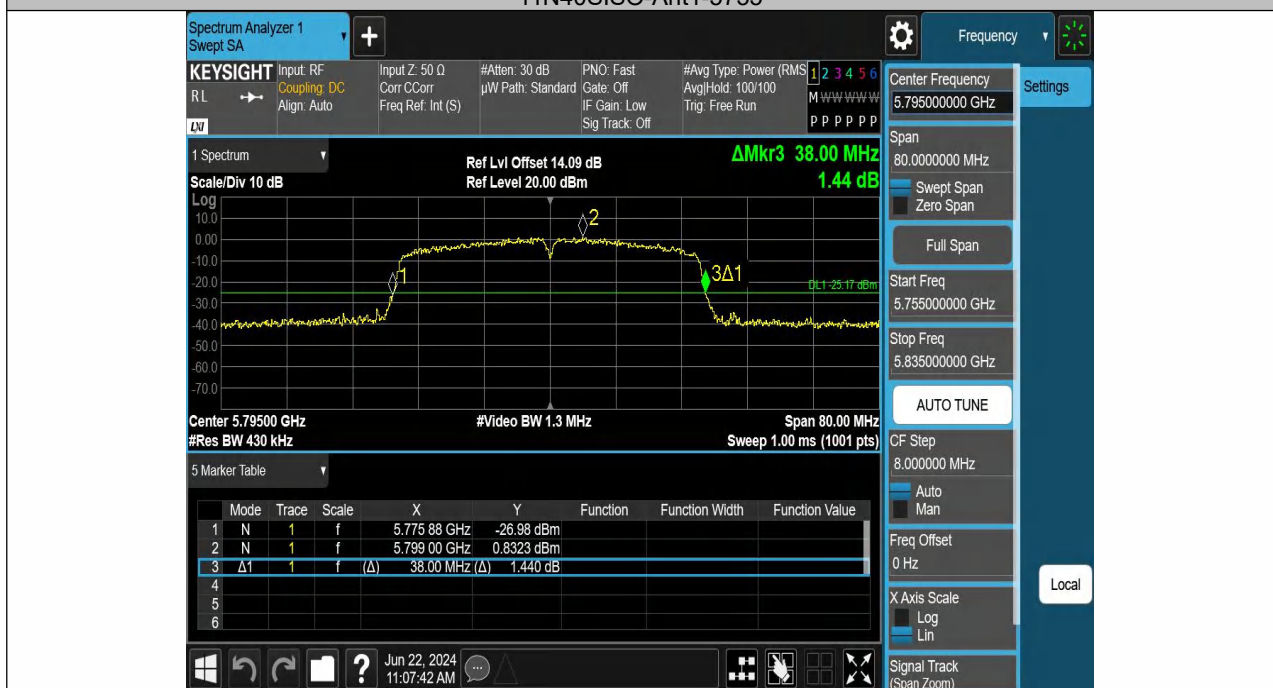 Spectrum Analyzer 1
Swept SA
+
Frequency
KEYSIGHT
RL
LXI
Input: RF
Coupling: DC
Align: Auto
Input Z: 50 Ω
Corr CCorr
Freq Ref: Int (S)
#Atten: 30 dB
µW Path: Standard
PNO: Fast
Gate: Off
IF Gain: Low
Sig Track: Off
#Avg Type: Power (RMS
Avg|Hold: 100/100
Trig: Free Run
1 2 3 4 5 6
M W W W W W
P P P P P P
1 Spectrum
Scale/Div 10 dB
Ref Lvl Offset 14.09 dB
Ref Level 20.00 dBm
ΔMkr3 38.00 MHz
1.44 dB
Log
10.0
0.00
-10.0
-20.0
-30.0
-40.0
-50.0
-60.0
-70.0
1
2
3Δ1
DL1 -25.17 dBm
Center 5.79500 GHz
#Video BW 1.3 MHz
Span 80.00 MHz
#Res BW 430 kHz
Sweep 1.00 ms (1001 pts)
5 Marker Table
Mode Trace Scale X Y Function Function Width Function Value
1 N 1 f 5.775 88 GHz -26.98 dBm
2 N 1 f 5.799 00 GHz 0.8323 dBm
3 Δ1 1 f (Δ) 38.00 MHz (Δ) 1.440 dB
4
5
6
Jun 22, 2024
11:07:42 AM
Center Frequency
5.795000000 GHz
Settings
Span
80.0000000 MHz
Swept Span
Zero Span
Full Span
Start Freq
5.755000000 GHz
Stop Freq
5.835000000 GHz
AUTO TUNE
CF Step
8.000000 MHz
Auto
Man
Freq Offset
0 Hz
X Axis Scale
Log
Lin
Local
Signal Track
(Span Zoom)